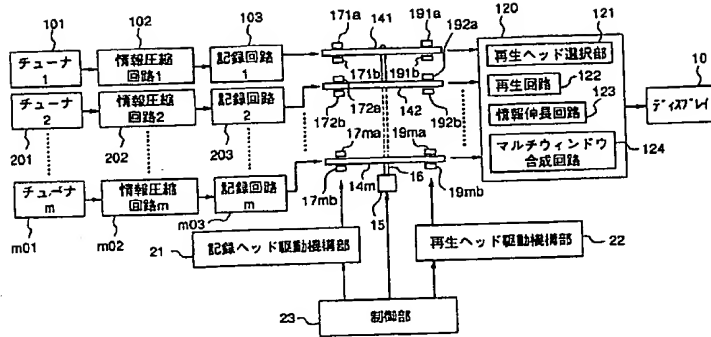 101
102
103
171a
141
191a
192a
120
121
チューナ
1
情報圧縮
回路1
記録回路
1
再生ヘッド選択部
171b
191b
再生回路
122
123
10
ディスプレイ
チューナ
2
情報圧縮
回路2
記録回路
2
172a
142
172b
192b
情報伸長回路
201
202
203
17ma
19ma
マルチウィンドウ
合成回路
124
チューナ
m
情報圧縮
回路m
記録回路
m
17mb
14m
16
19mb
15
m01
m02
m03
21
記録ヘッド駆動機構部
再生ヘッド駆動機構部
22
23
制御部